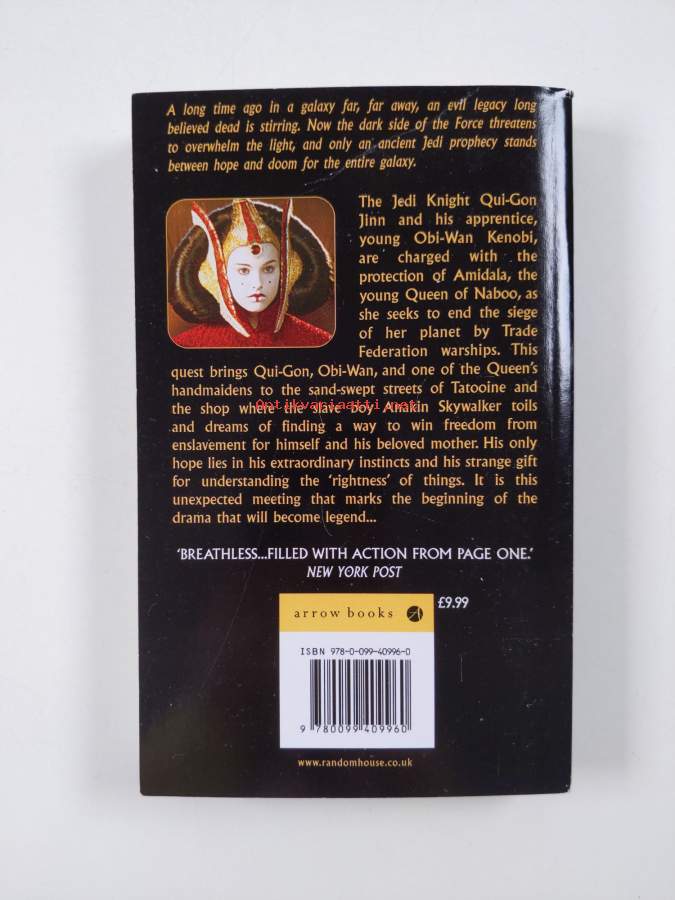 A long time ago in a galaxy far, far away, an evil legacy long
believed dead is stirring. Now the dark side of the Force threatens
to overwhelm the light, and only an ancient Jedi prophecy stands
between hope and doom for the entire galaxy.
The Jedi Knight Qui-Gon
Jinn and his apprentice,
young Obi-Wan Kenobi,
are charged with the
protection of Amidala, the
young Queen of Naboo, as
she seeks to end the siege
of her planet by Trade
Federation warships. This
quest brings Qui-Gon, Obi-Wan, and one of the Queen's
handmaidens to the sand-swept streets of Tatooine and
the shop where the slave boy Anakin Skywalker toils
Antikvariaatti.net
and dreams of finding a way to win freedom from
enslavement for himself and his beloved mother. His only
hope lies in his extraordinary instincts and his strange gift
for understanding the 'rightness' of things. It is this
unexpected meeting that marks the beginning of the
drama that will become legend...
'BREATHLESS...FILLED WITH ACTION FROM PAGE ONE.'
NEW YORK POST
£9.99
arrow books
ISBN 978-0-099-40996-0
9 780099 409960
www.randomhouse.co.uk